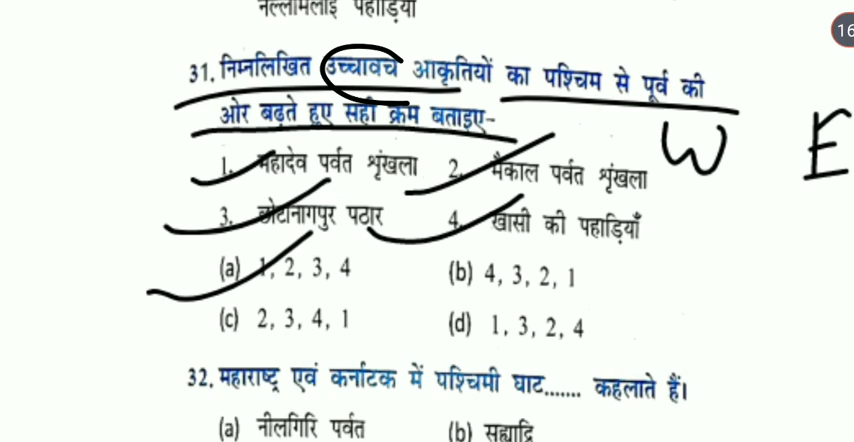 नल्लामलाई पहाड़ियाँ
16
31. निम्नलिखित उच्चावच आकृतियों का पश्चिम से पूर्व की
ओर बढ़ते हुए सही क्रम बताइए-
W E
1. महादेव पर्वत शृंखला 2. मैकाल पर्वत शृंखला
3. छोटानागपुर पठार 4. खासी की पहाड़ियाँ
(a) 1, 2, 3, 4 (b) 4, 3, 2, 1
(c) 2, 3, 4, 1 (d) 1, 3, 2, 4
32. महाराष्ट्र एवं कर्नाटक में पश्चिमी घाट....... कहलाते हैं।
(a) नीलगिरि पर्वत (b) सह्याद्रि